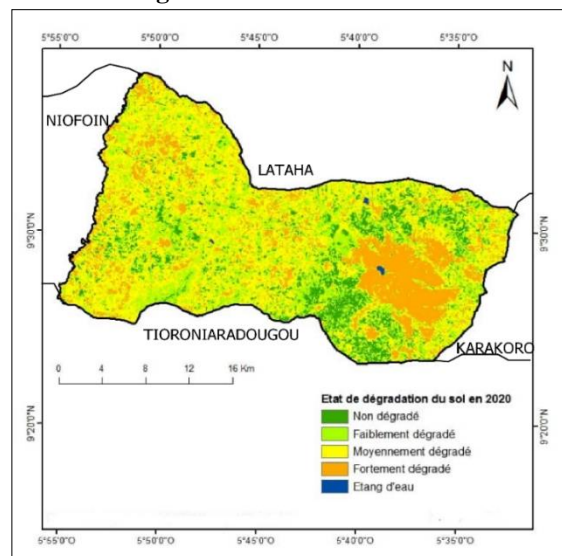 5°55'0"O 5°50'0"O 5°45'0"O 5°40'0"O 5°35'0"O
N
NIOFOIN
LATAHA
9°30'0"N 9°30'0"N
TIORONIARADOUGOU
KARAKORO
0 4 8 12 16 Km
Etat de dégradation du sol en 2020
Non dégradé
Faiblement dégradé
Moyennement dégradé
Fortement dégradé
Etang d'eau
9°20'0"N 9°20'0"N
5°55'0"O 5°50'0"O 5°45'0"O 5°40'0"O 5°35'0"O